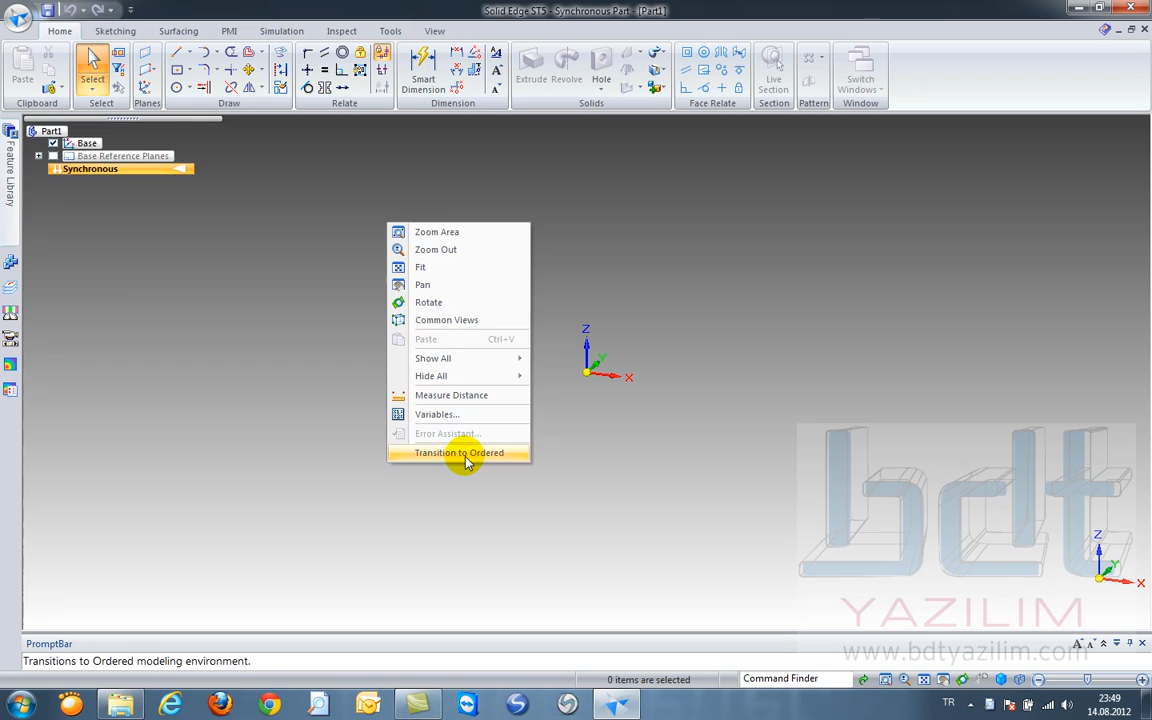 Solid Edge ST5 - Synchronous Part - [Part1]
Home Sketching Surfacing PMI Simulation Inspect Tools View
Paste Select Smart Dimension Extrude Revolve Hole Live Section Switch Windows
Clipboard Select Planes Draw Relate Dimension Solids Face Relate Section Pattern Window
Feature Library
Part1
Base
Base Reference Planes
Synchronous
Zoom Area
Zoom Out
Fit
Pan
Rotate
Common Views
Paste Ctrl+V
Show All
Hide All
Measure Distance
Variables...
Error Assistant...
Transition to Ordered
Z
Y
X
Z
Y
X
bdt
YAZILIM
www.bdtyazilim.com
PromptBar
Transitions to Ordered modeling environment.
0 items are selected
Command Finder
TR
23:49
14.08.2012